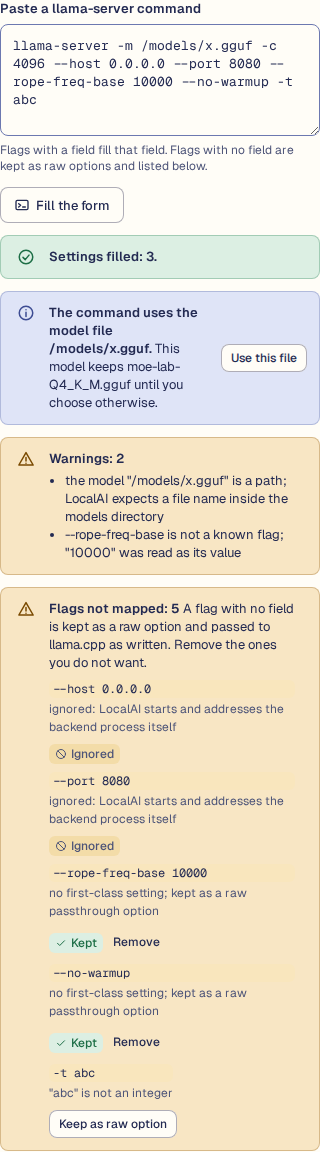 Paste a llama-server command
llama-server -m /models/x.gguf -c
4096 --host 0.0.0.0 --port 8080 --
rope-freq-base 10000 --no-warmup -t
abc
Flags with a field fill that field. Flags with no field are
kept as raw options and listed below.
Fill the form
Settings filled: 3.
The command uses the
model file
/models/x.gguf. This
model keeps moe-lab-
Q4_K_M.gguf until you
choose otherwise.
Use this file
Warnings: 2
• the model "/models/x.gguf" is a path;
LocalAI expects a file name inside the
models directory
• --rope-freq-base is not a known flag;
"10000" was read as its value
Flags not mapped: 5 A flag with no field
is kept as a raw option and passed to
llama.cpp as written. Remove the ones
you do not want.
--host 0.0.0.0
ignored: LocalAI starts and addresses the
backend process itself
Ignored
--port 8080
ignored: LocalAI starts and addresses the
backend process itself
Ignored
--rope-freq-base 10000
no first-class setting; kept as a raw
passthrough option
Kept Remove
--no-warmup
no first-class setting; kept as a raw
passthrough option
Kept Remove
-t abc
"abc" is not an integer
Keep as raw option